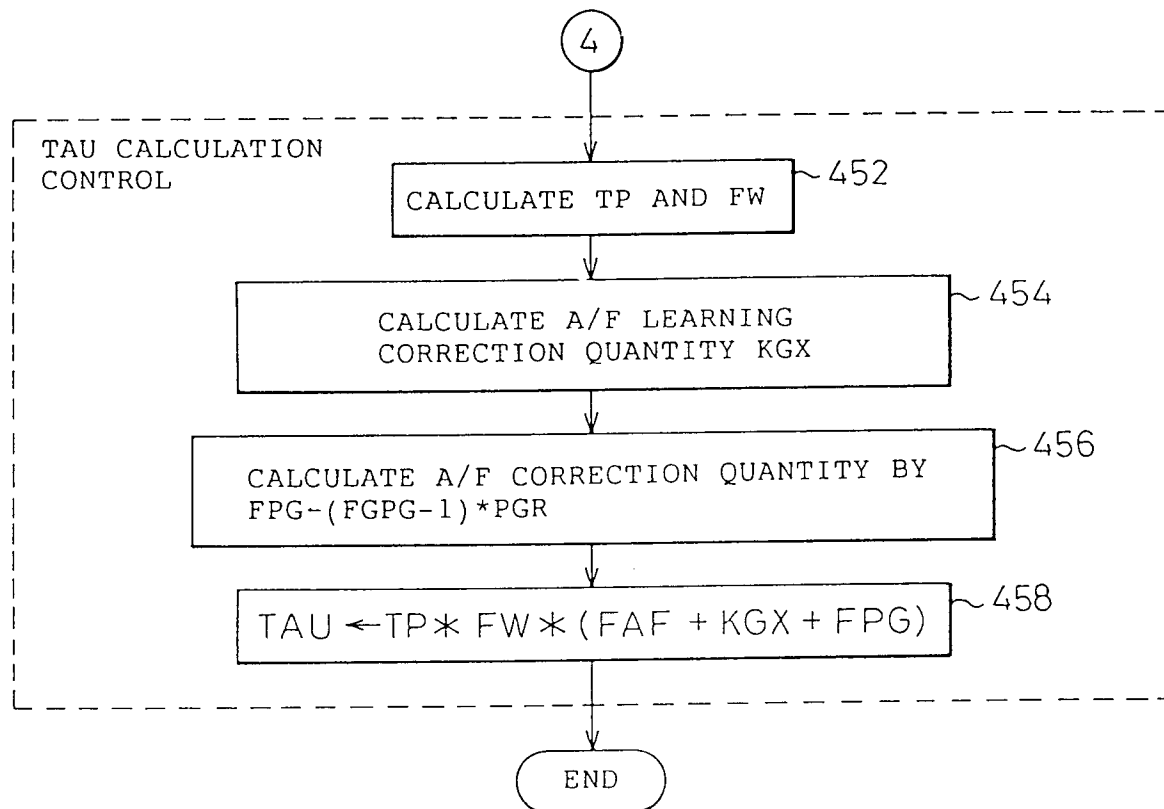 4
TAU CALCULATION
CONTROL
CALCULATE TP AND FW
452
CALCULATE A/F LEARNING
CORRECTION QUANTITY KGX
454
CALCULATE A/F CORRECTION QUANTITY BY
FPG-(FGPG-1)*PGR
456
TAU ←TP* FW*(FAF + KGX + FPG)
458
END